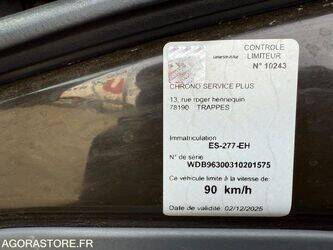 CONTROLE
LIMITEUR
N° 10243
CHRONO SERVICE PLUS
13, rue roger hennequin
78190 TRAPPES
Immatriculation
ES-277-EH
N° de série
WDB96300310201575
Ce véhicule limité à la vitesse de:
90 km/h
Date de validité: 02/12/2025
AGORASTORE.FR